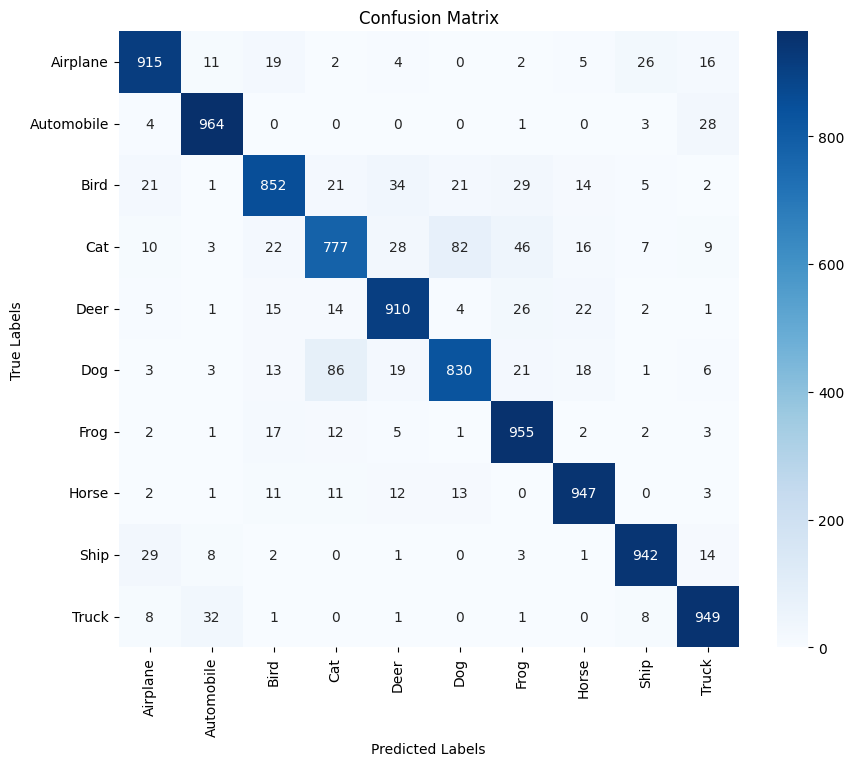 Confusion Matrix
Airplane 915 11 19 2 4 0 2 5 26 16
Automobile 4 964 0 0 0 0 1 0 3 28
Bird 21 1 852 21 34 21 29 14 5 2
Cat 10 3 22 777 28 82 46 16 7 9
Deer 5 1 15 14 910 4 26 22 2 1
Dog 3 3 13 86 19 830 21 18 1 6
Frog 2 1 17 12 5 1 955 2 2 3
Horse 2 1 11 11 12 13 0 947 0 3
Ship 29 8 2 0 1 0 3 1 942 14
Truck 8 32 1 0 1 0 1 0 8 949
True Labels
Airplane Automobile Bird Cat Deer Dog Frog Horse Ship Truck
Predicted Labels
800
600
400
200
0